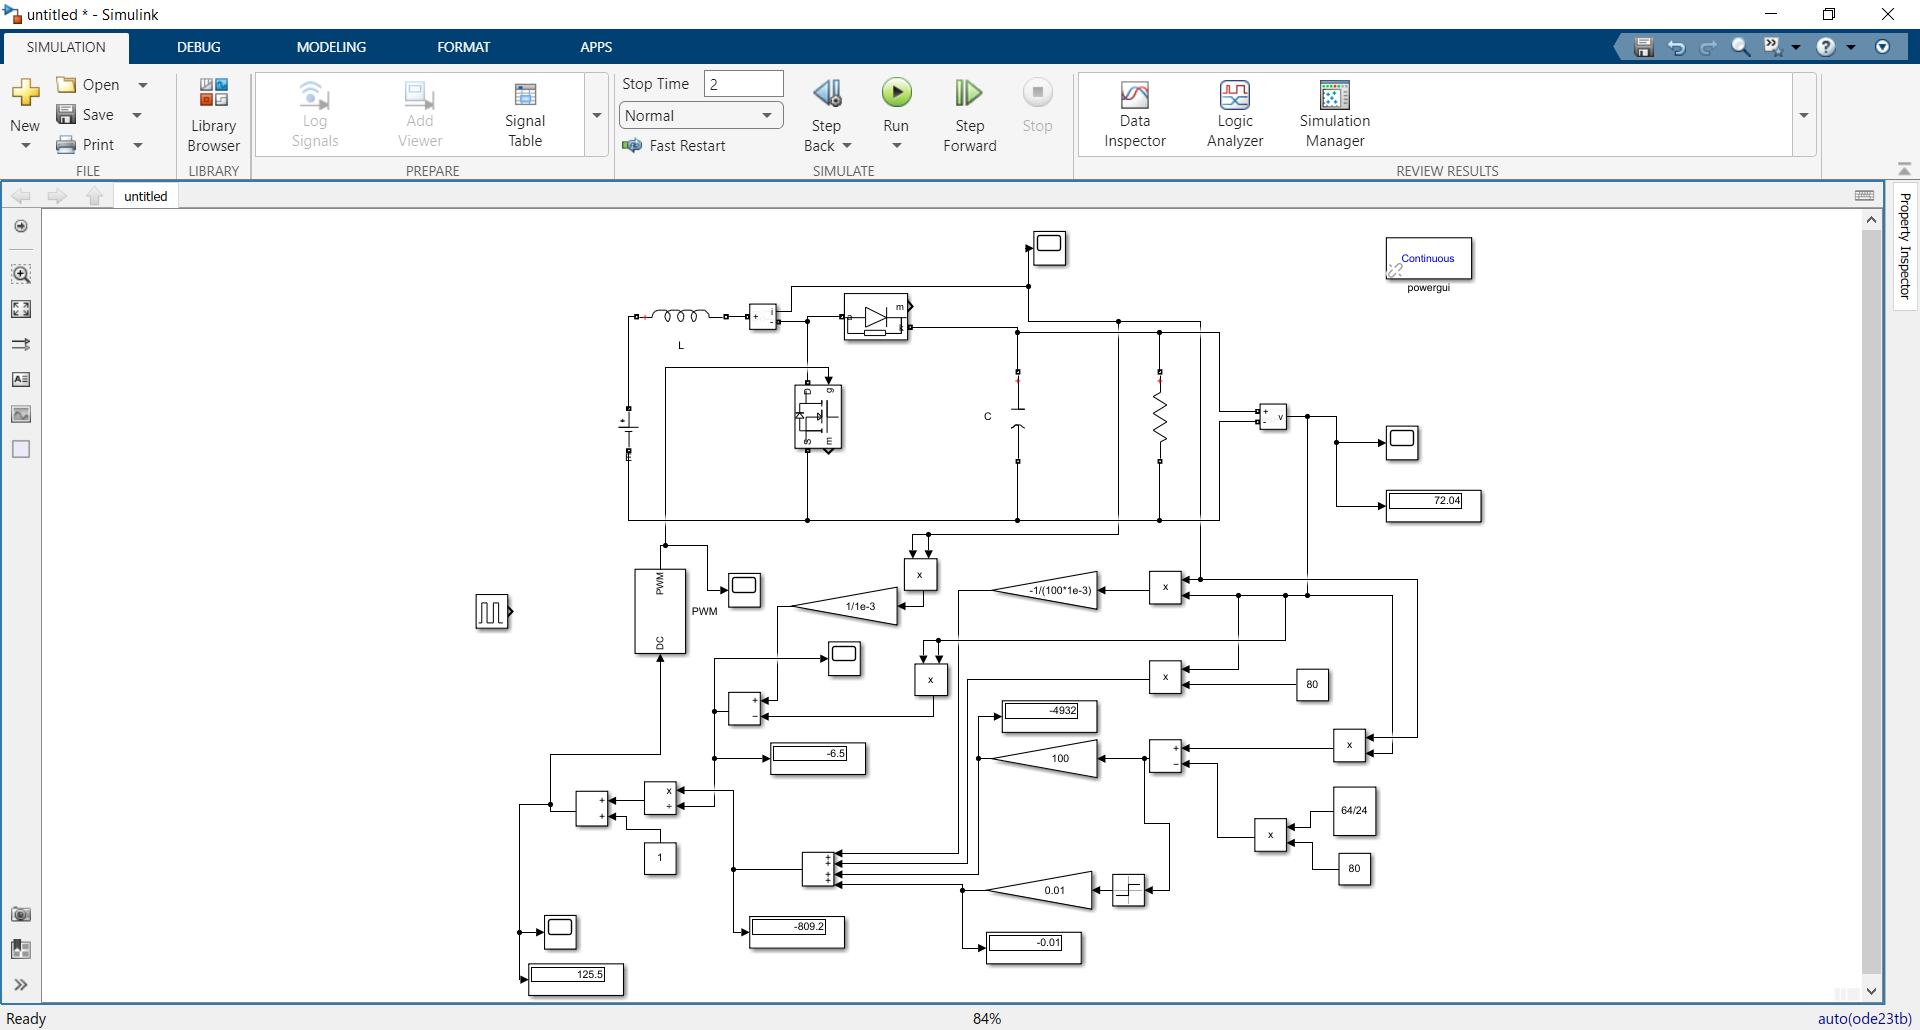 untitled * - Simulink
SIMULATION DEBUG MODELING FORMAT APPS
New
Open
Save
Print
FILE
Library
Browser
LIBRARY
Log
Signals
Add
Viewer
Signal
Table
PREPARE
Stop Time 2
Normal
Fast Restart
Step
Back
Run
Step
Forward
Stop
SIMULATE
Data
Inspector
Logic
Analyzer
Simulation
Manager
REVIEW RESULTS
untitled
Property Inspector
Continuous
powergui
L
+
i
-
a
m
k
g
D
S
m
C
+
-
v
+
E
72.04
PWM
DC
PWM
x
1/1e-3
-1/(100*1e-3)
x
x
x
80
+
-
-4932
-6.5
100
+
-
x
64/24
x
80
x
÷
+
+
1
+
+
+
+
0.01
-809.2
-0.01
125.5
Ready
84%
auto(ode23tb)